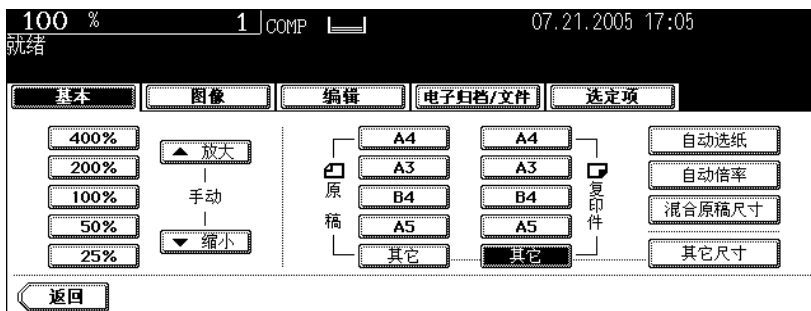 100 % 1 COMP 07.21.2005 17:05
就绪
基本 图像 编辑 电子归档/文件 选定项
400% ▲ 放大 A4 A4 自动选纸
200% A3 A3 自动倍率
100% 手动 原稿 B4 B4 复印件 混合原稿尺寸
50% ▼ 缩小 A5 A5
25% 其它 其它 其它尺寸
返回